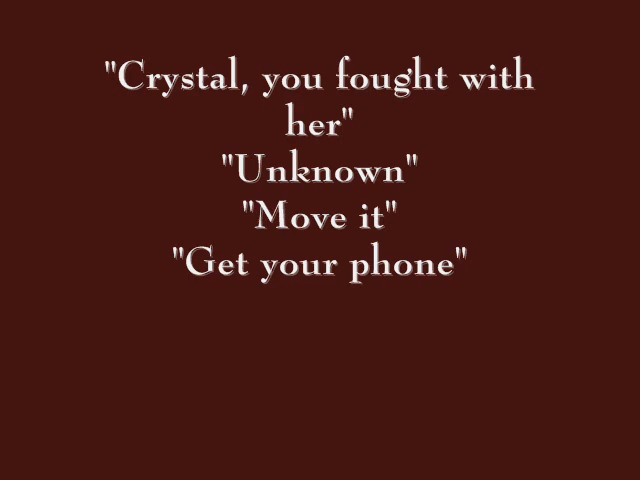 "Crystal, you fought with
her"
"Unknown"
"Move it"
"Get your phone"